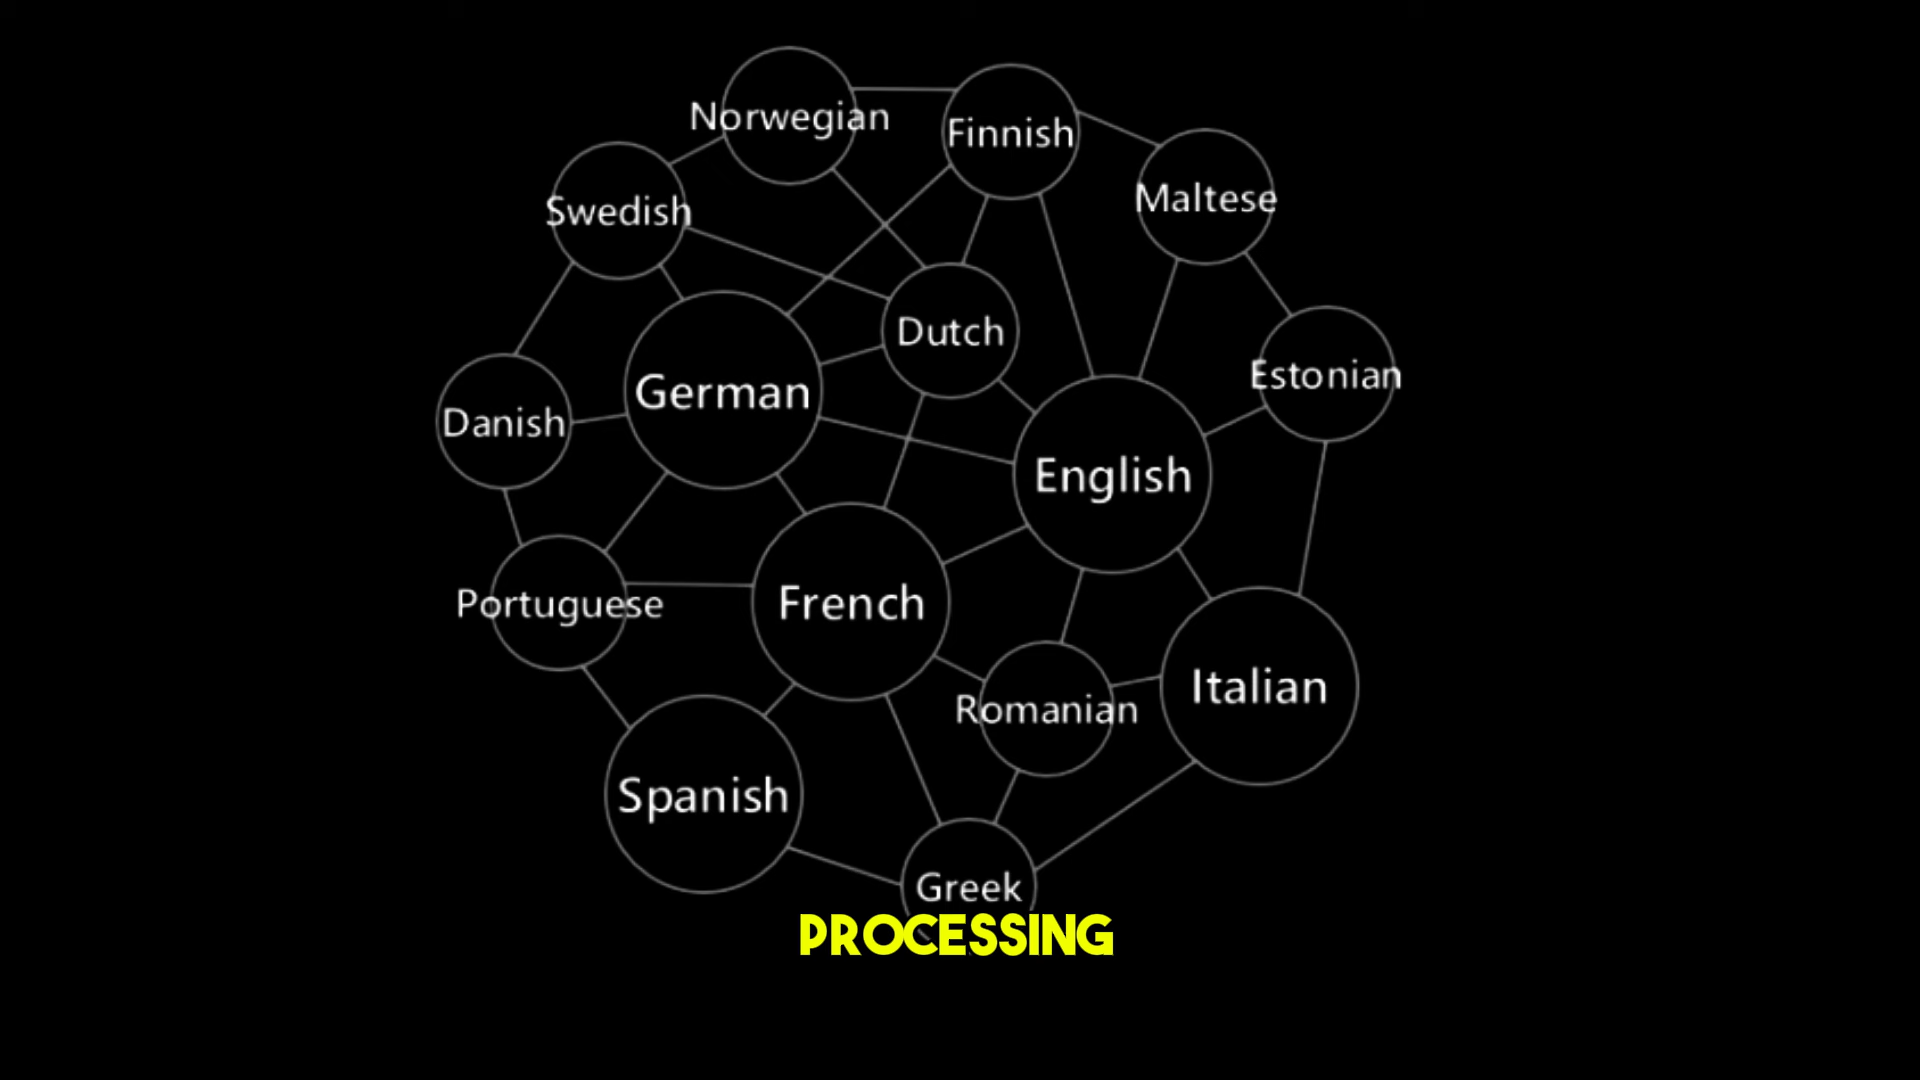 Norwegian
Finnish
Maltese
Swedish
Dutch
Estonian
German
Danish
English
French
Portuguese
Italian
Romanian
Spanish
Greek
PROCESSING